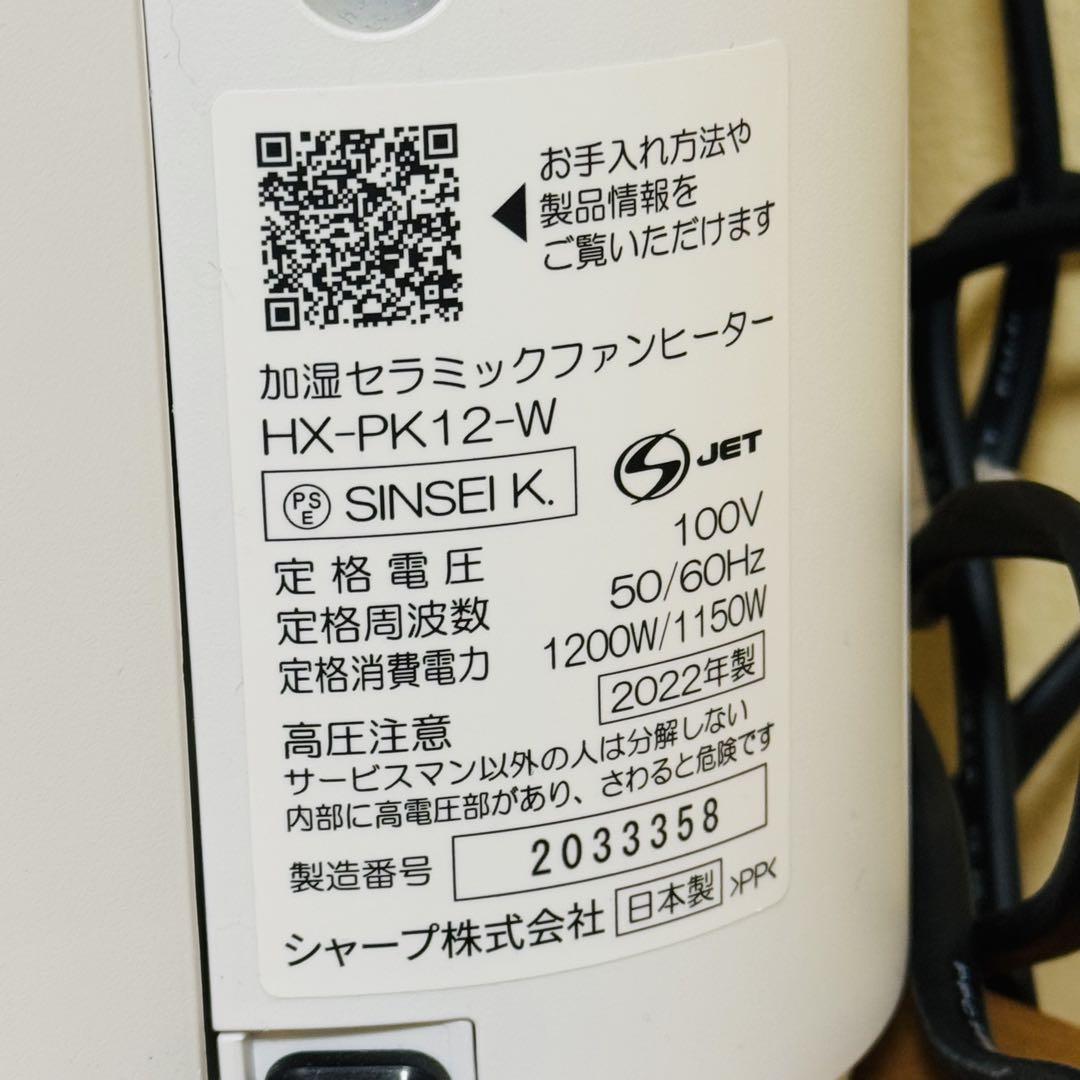 お手入れ方法や
製品情報を
ご覧いただけます
加湿セラミックファンヒーター
HX-PK12-W
PSE SINSEI K.
S JET
定格電圧 100V
定格周波数 50/60Hz
定格消費電力 1200W/1150W
2022年製
高圧注意
サービスマン以外の人は分解しない
内部に高電圧部があり、さわると危険です
製造番号 2033358
シャープ株式会社 日本製 >PP<